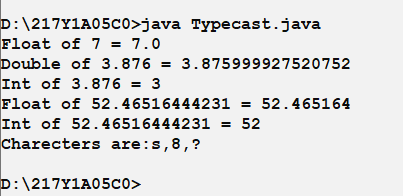 D:\217Y1A05C0>java Typecast.java
Float of 7 = 7.0
Double of 3.876 = 3.875999927520752
Int of 3.876 = 3
Float of 52.46516444231 = 52.465164
Int of 52.46516444231 = 52
Charecters are:s,8,?
D:\217Y1A05C0>